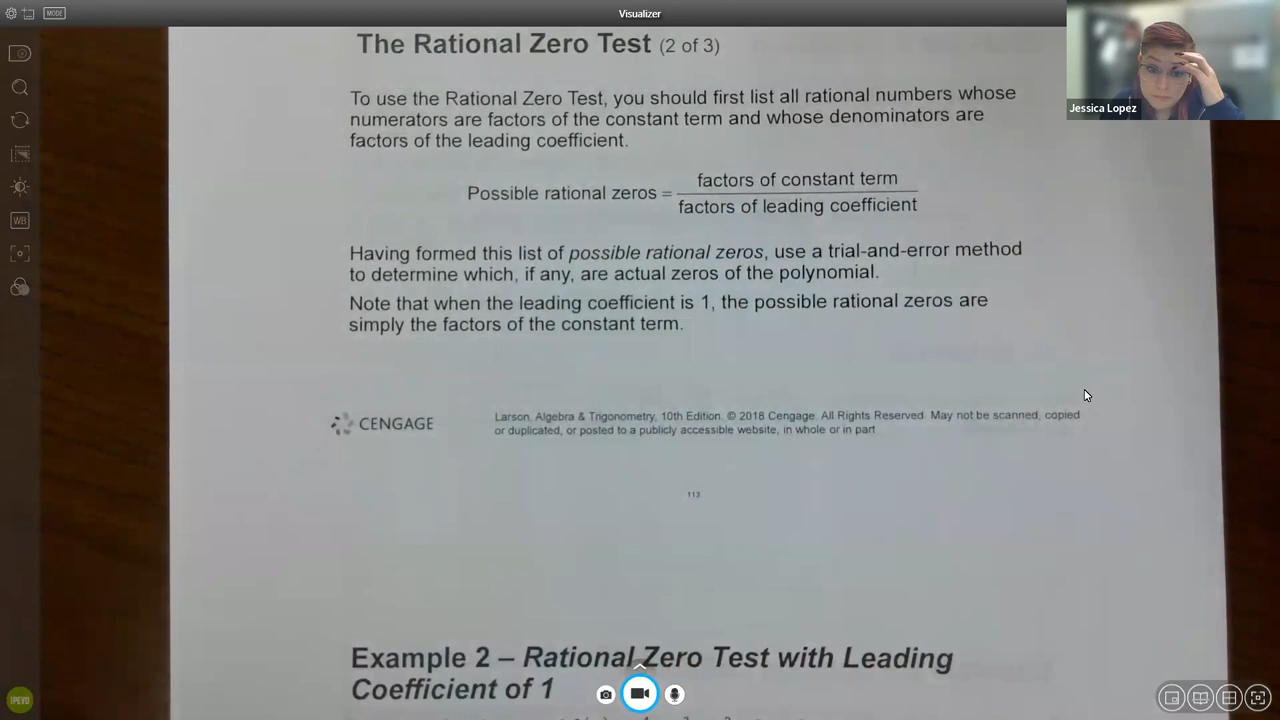 MODE
Visualizer
WB
IPEVO
Jessica Lopez
The Rational Zero Test (2 of 3)
To use the Rational Zero Test, you should first list all rational numbers whose
numerators are factors of the constant term and whose denominators are
factors of the leading coefficient.
Possible rational zeros = factors of constant term
factors of leading coefficient
Having formed this list of possible rational zeros, use a trial-and-error method
to determine which, if any, are actual zeros of the polynomial.
Note that when the leading coefficient is 1, the possible rational zeros are
simply the factors of the constant term.
CENGAGE
Larson, Algebra & Trigonometry, 10th Edition. © 2018 Cengage. All Rights Reserved. May not be scanned, copied
or duplicated, or posted to a publicly accessible website, in whole or in part
113
Example 2 – Rational Zero Test with Leading
Coefficient of 1